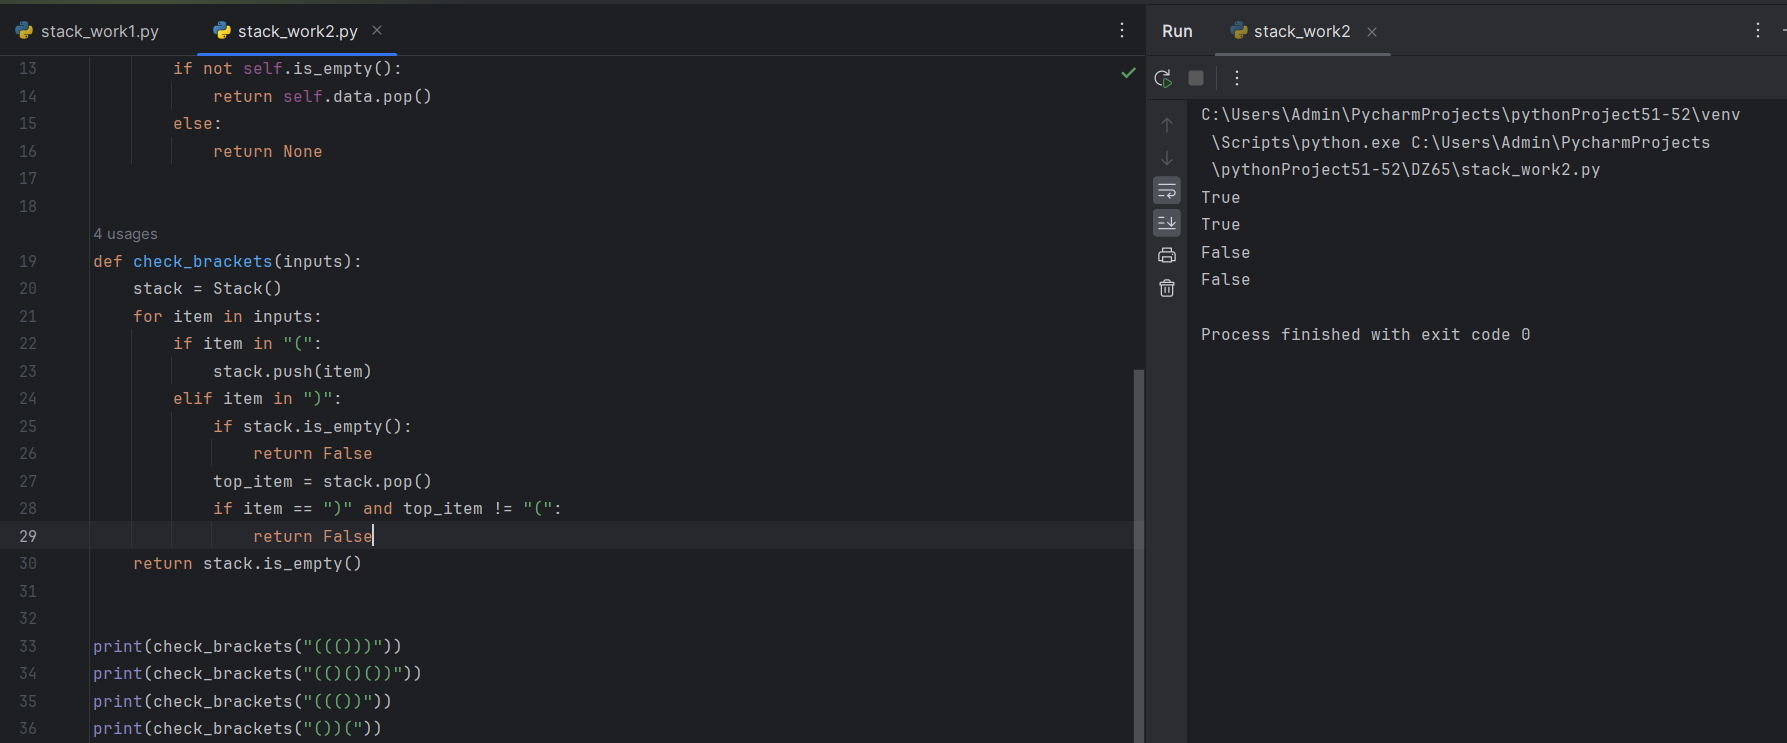 stack_work1.py
stack_work2.py
13 if not self.is_empty():
14 return self.data.pop()
15 else:
16 return None
17
18
4 usages
19 def check_brackets(inputs):
20 stack = Stack()
21 for item in inputs:
22 if item in "(":
23 stack.push(item)
24 elif item in ")":
25 if stack.is_empty():
26 return False
27 top_item = stack.pop()
28 if item == ")" and top_item != "(":
29 return False
30 return stack.is_empty()
31
32
33 print(check_brackets("((()))"))
34 print(check_brackets("(()()())"))
35 print(check_brackets("((())"))
36 print(check_brackets("())("))
Run
stack_work2
C:\Users\Admin\PycharmProjects\pythonProject51-52\venv
\Scripts\python.exe C:\Users\Admin\PycharmProjects
\pythonProject51-52\DZ65\stack_work2.py
True
True
False
False
Process finished with exit code 0